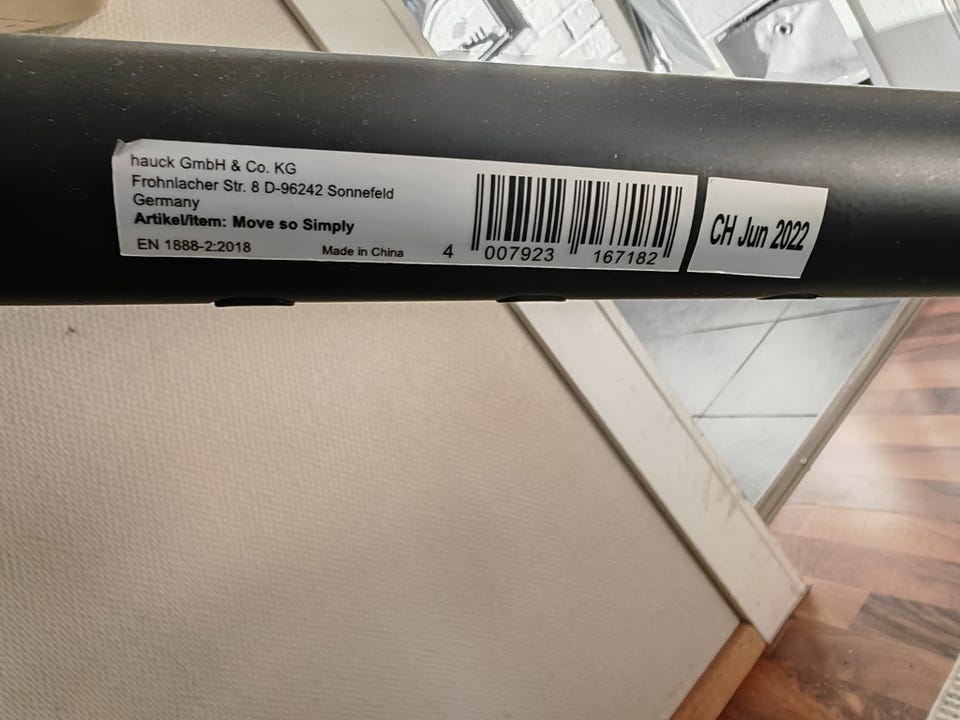 hauck GmbH & Co. KG
Frohnlacher Str. 8 D-96242 Sonnefeld
Germany
Artikel/Item: Move so Simply
EN 1888-2:2018 Made in China
4 007923 167182
CH Jun 2022